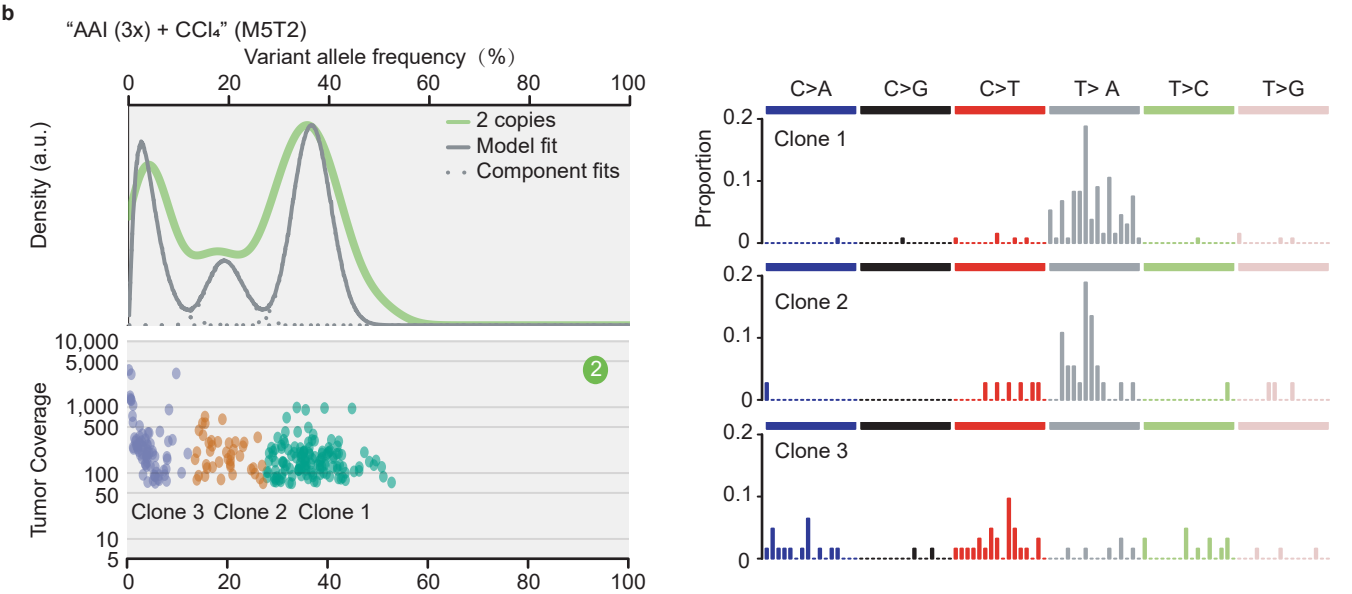 b
“AAI (3x) + CCl₄” (M5T2)
Variant allele frequency (%)
0 20 40 60 80 100
Density (a.u.)
2 copies
Model fit
Component fits
10,000
5,000
1,000
500
100
50
10
5
Tumor Coverage
2
Clone 3 Clone 2 Clone 1
0 20 40 60 80 100
C>A C>G C>T T> A T>C T>G
Proportion
0.2
0.1
0
Clone 1
0.2
0.1
0
Clone 2
0.2
0.1
0
Clone 3